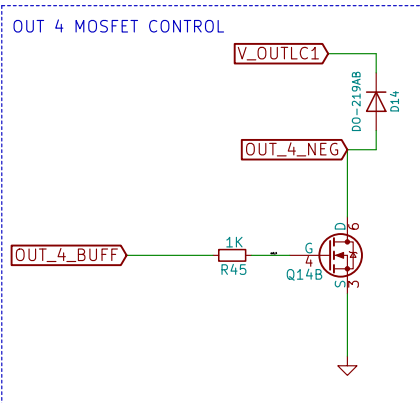 OUT 4 MOSFET CONTROL
V_OUTLC1
DO-219AB
D14
OUT_4_NEG
D
6
1K
G
OUT_4_BUFF
4
R45
Q14B
S
3